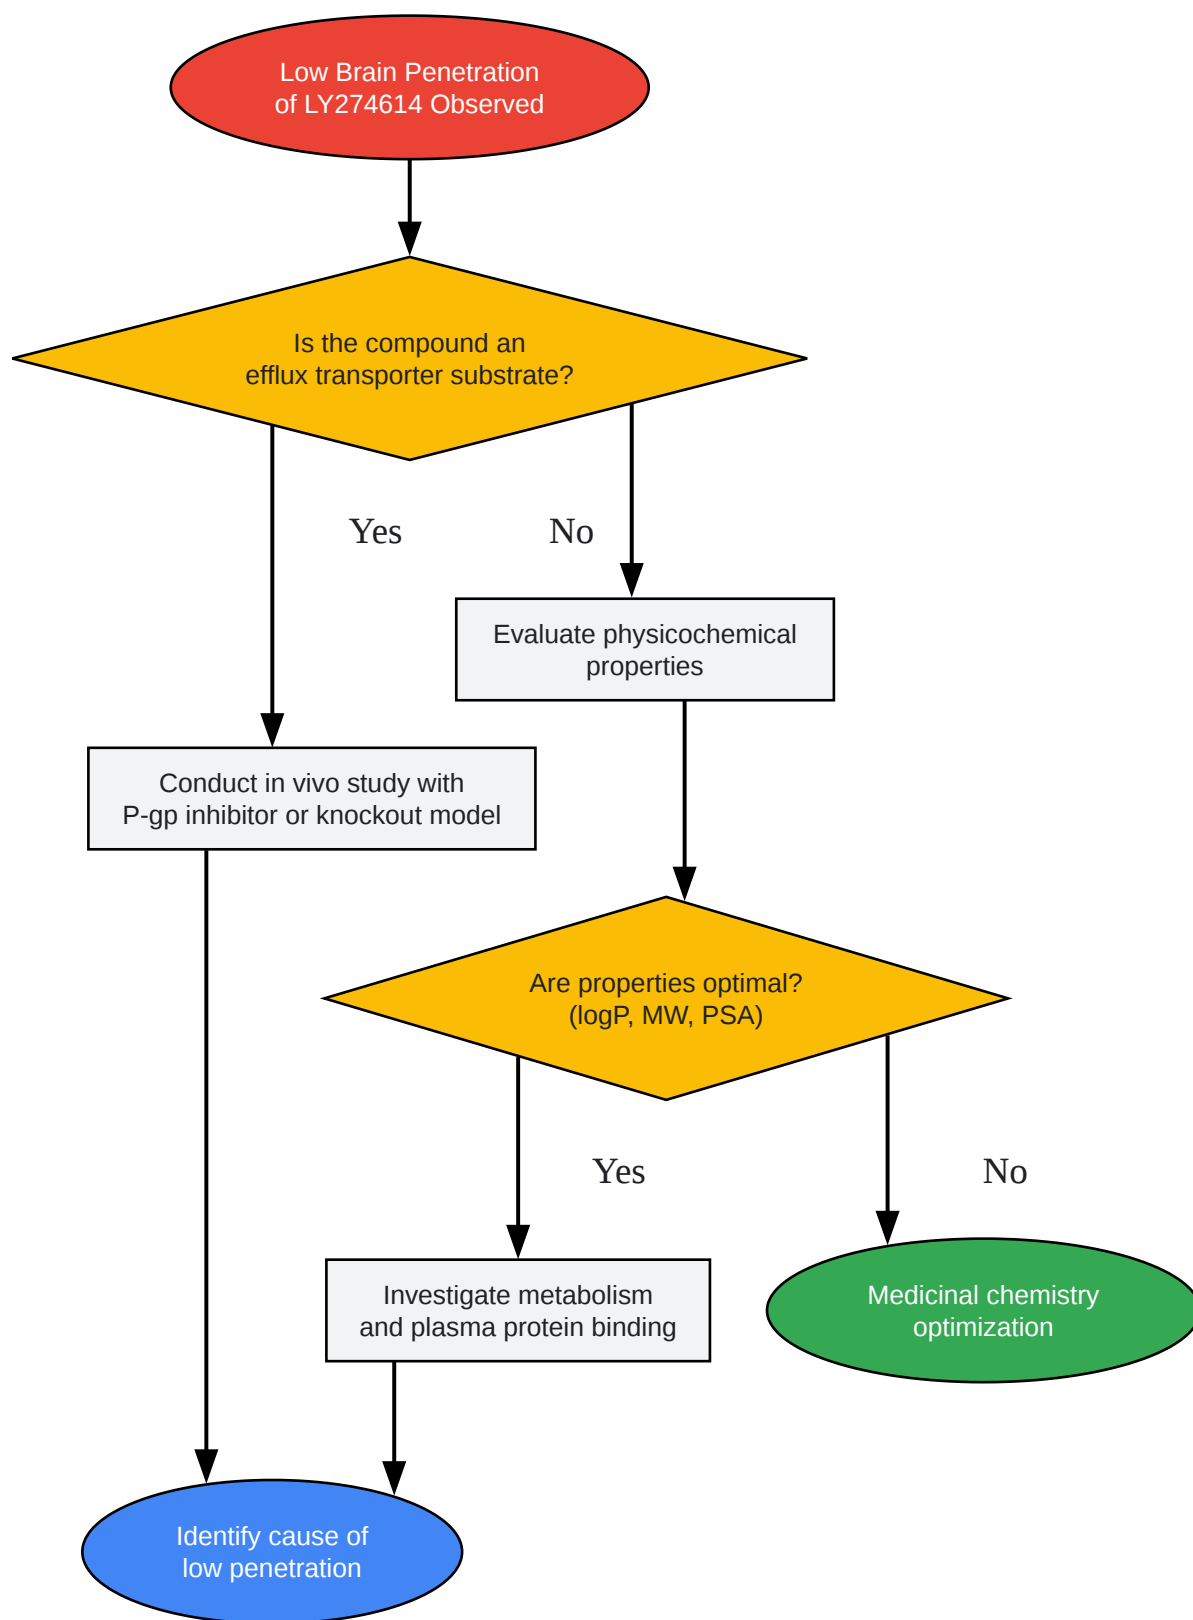 Low Brain Penetration
of LY274614 Observed
Is the compound an
efflux transporter substrate?
Yes
No
Evaluate physicochemical
properties
Conduct in vivo study with
P-gp inhibitor or knockout model
Are properties optimal?
(logP, MW, PSA)
Yes
No
Investigate metabolism
and plasma protein binding
Medicinal chemistry
optimization
Identify cause of
low penetration